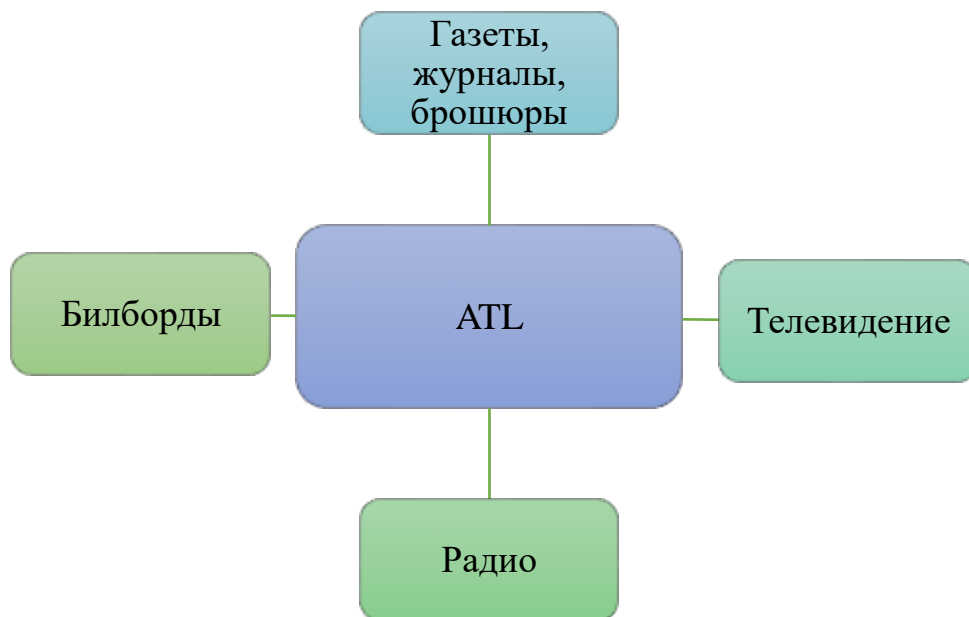 Газеты,
журналы,
брошюры
Билборды
ATL
Телевидение
Радио